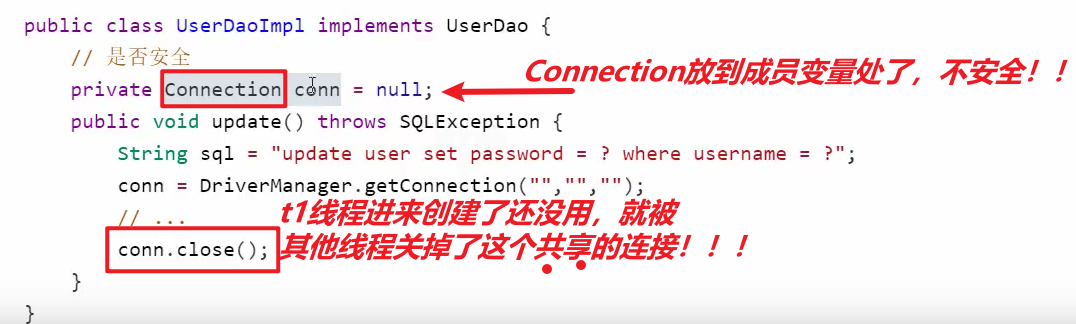 public class UserDaoImpl implements UserDao {
// 是否安全
private Connection conn = null;
Connection放到成员变量处了，不安全！！
public void update() throws SQLException {
String sql = "update user set password = ? where username = ?";
conn = DriverManager.getConnection("","","");
// ...
t1线程进来创建了还没用，就被
conn.close();
其他线程关掉了这个共享的连接！！！
}
}